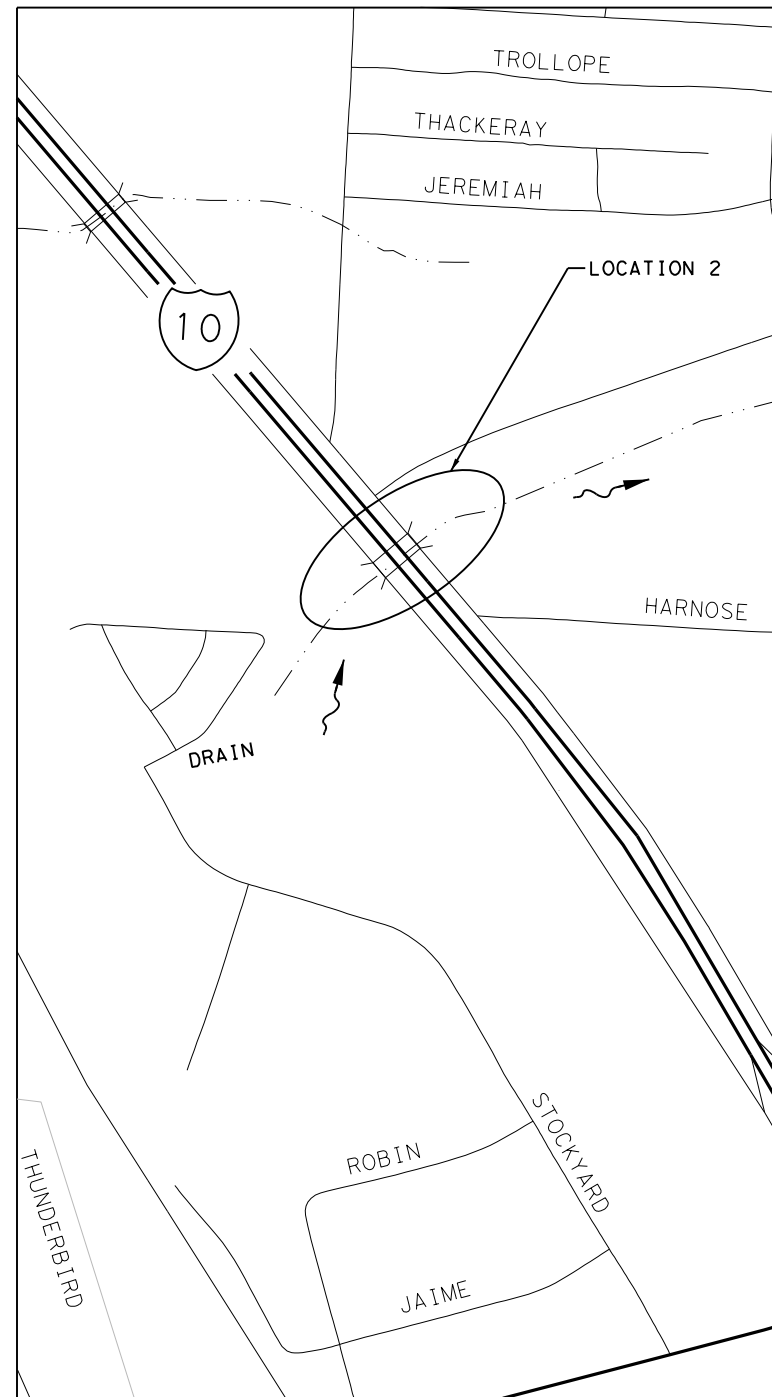 TROLLOPE
THACKERAY
JEREMIAH
LOCATION 2
10
HARNOSE
DRAIN
STOCKYARD
ROBIN
THUNDERBIRD
JAIME